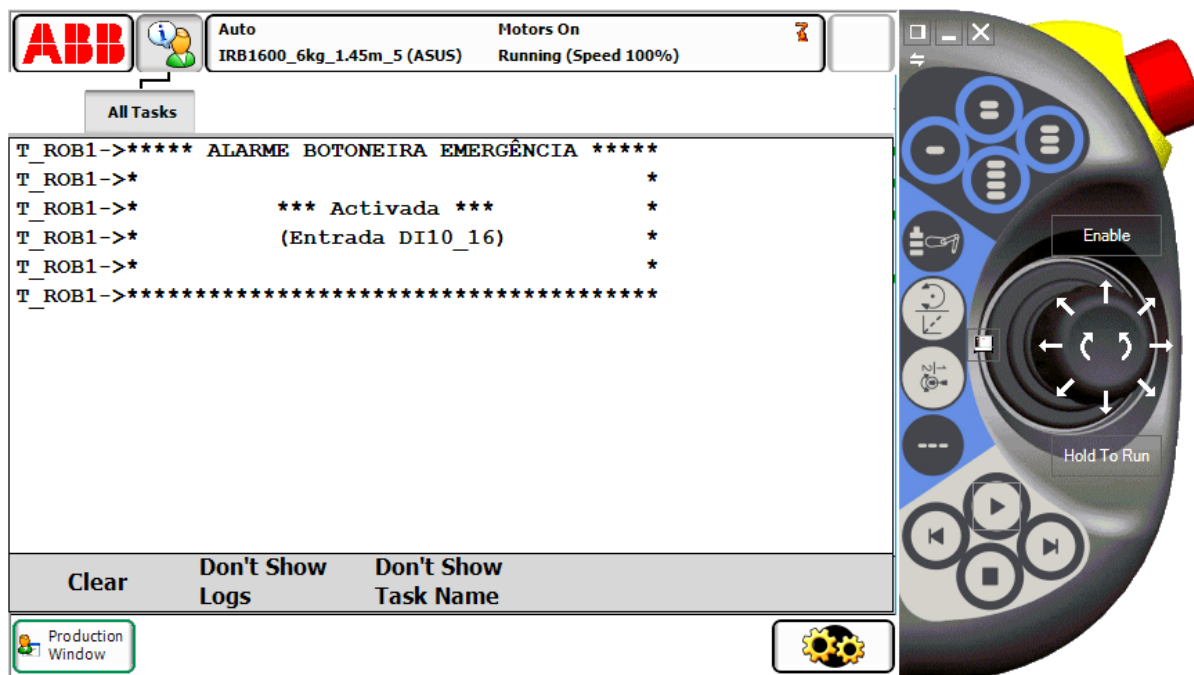 ABB
Auto
Motors On
IRB1600_6kg_1.45m_5 (ASUS)
Running (Speed 100%)
All Tasks
T_ROB1->***** ALARME BOTONEIRA EMERGÊNCIA *****
T_ROB1->* *
T_ROB1->* *** Activada *** *
T_ROB1->* (Entrada DI10_16) *
T_ROB1->* *
T_ROB1->***************************************
Clear
Don't Show Logs
Don't Show Task Name
Production
Window
Enable
1
2
Hold To Run